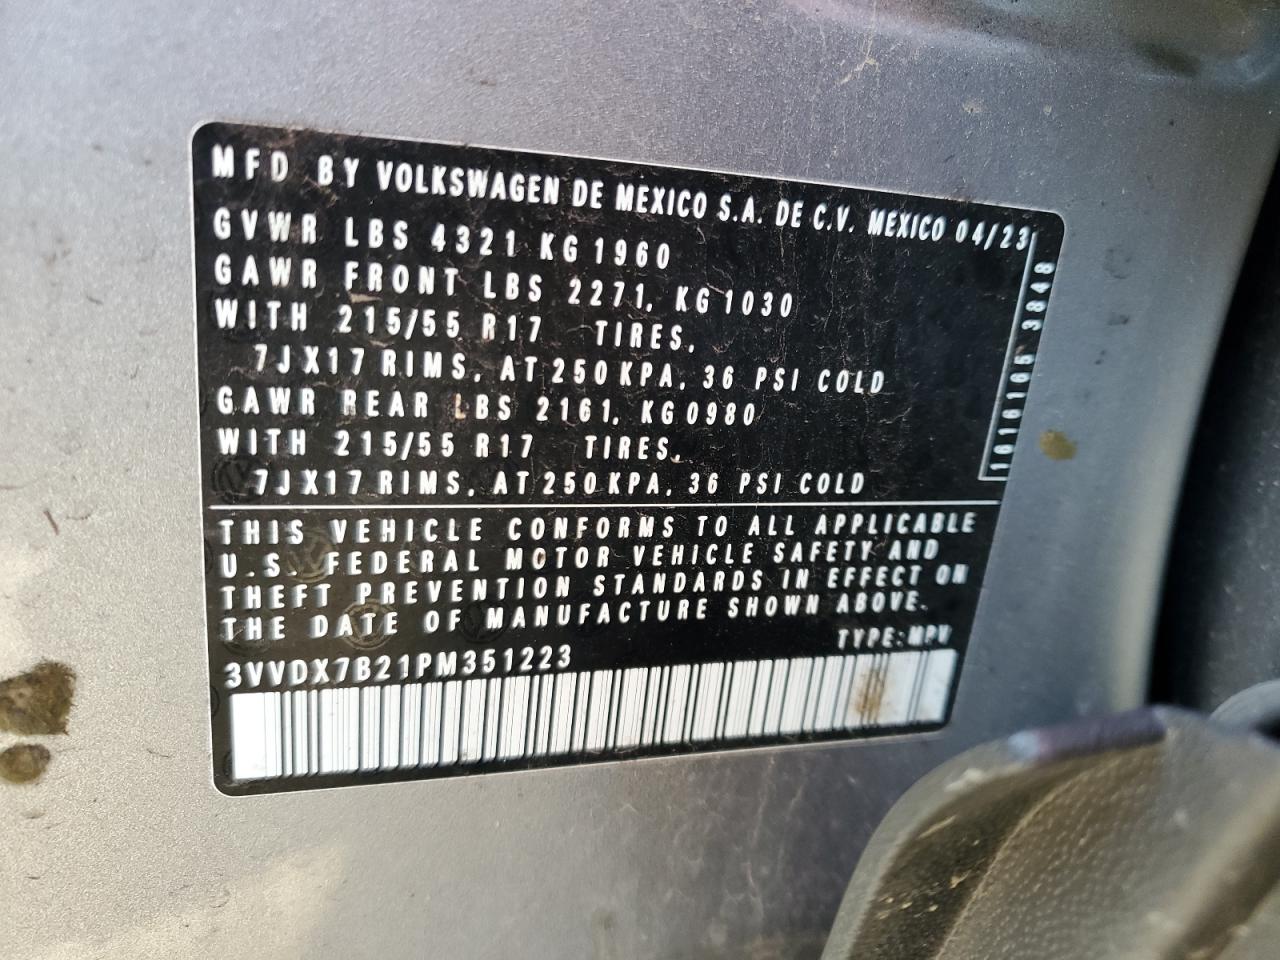 MFD BY VOLKSWAGEN DE MEXICO S.A. DE C.V. MEXICO 04/23
GVWR LBS 4321 KG 1960
GAWR FRONT LBS 2271, KG 1030
WITH 215/55 R17 TIRES,
7JX17 RIMS, AT 250 KPA, 36 PSI COLD
GAWR REAR LBS 2161, KG 0980
WITH 215/55 R17 TIRES,
7JX17 RIMS, AT 250 KPA, 36 PSI COLD
16116165 3848
THIS VEHICLE CONFORMS TO ALL APPLICABLE
U.S. FEDERAL MOTOR VEHICLE SAFETY AND
THEFT PREVENTION STANDARDS IN EFFECT ON
THE DATE OF MANUFACTURE SHOWN ABOVE.
TYPE:MPV
3VVDX7B21PM351223